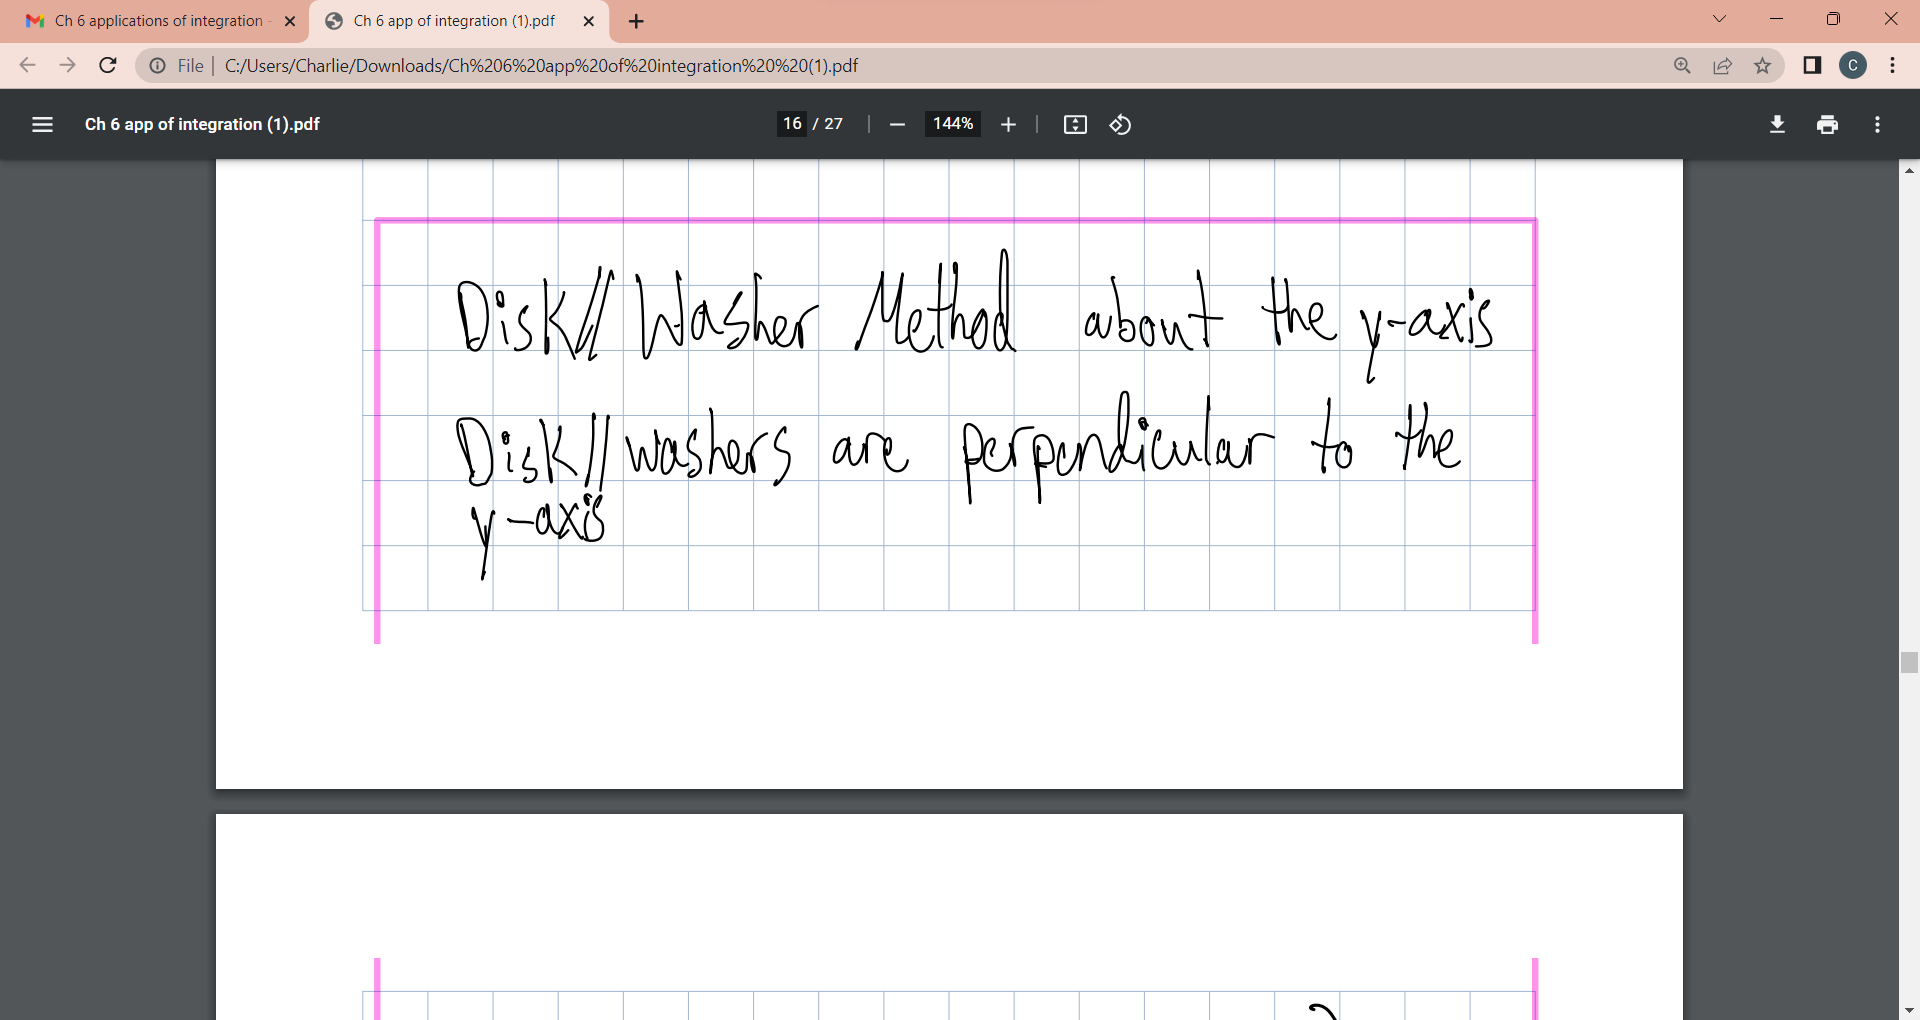 Ch 6 applications of integration -
Ch 6 app of integration (1).pdf
File
C:/Users/Charlie/Downloads/Ch%206%20app%20of%20integration%20%20(1).pdf
C
Ch 6 app of integration (1).pdf
16 / 27
144%
Disk// Washer Method about the y-axis
Disk// washers are perpendicular to the
y-axis